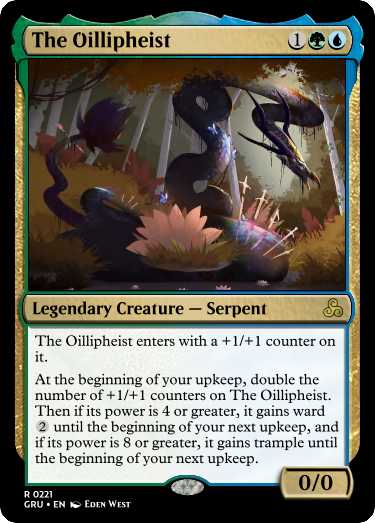 The Oillipheist 1
Legendary Creature — Serpent
The Oillipheist enters with a +1/+1 counter on
it.
At the beginning of your upkeep, double the
number of +1/+1 counters on The Oillipheist.
Then if its power is 4 or greater, it gains ward
2 until the beginning of your next upkeep, and
if its power is 8 or greater, it gains trample until
the beginning of your next upkeep.
0/0
R 0221
GRU • EN Eden West